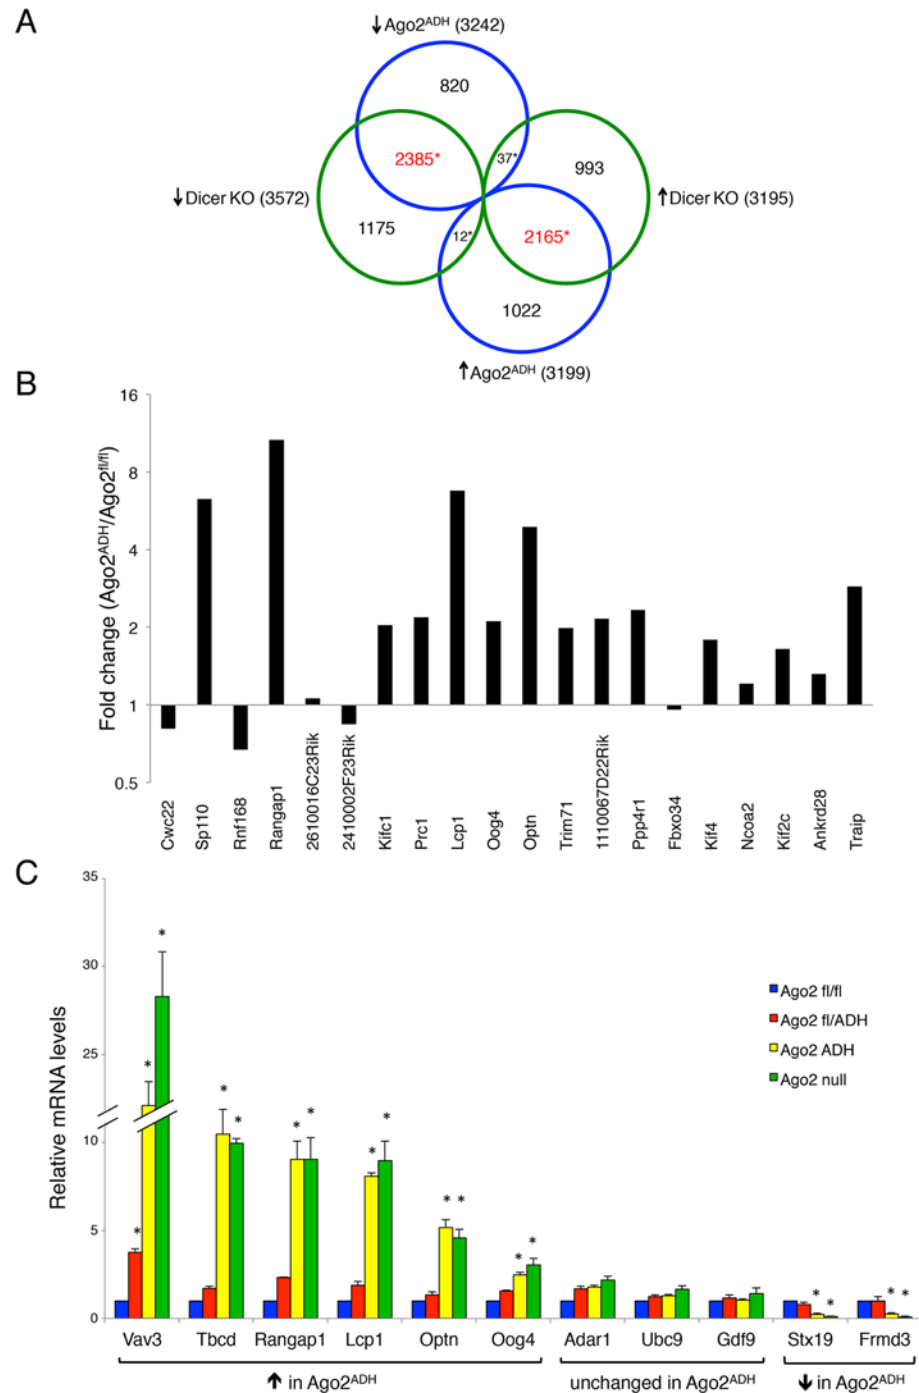 A
↓Ago2ADH (3242)
820
2385*
37*
993
↓Dicer KO (3572)
↑Dicer KO (3195)
1175
12*
2165*
1022
↑Ago2ADH (3199)
B
Fold change (Ago2ADH/Ago2fl/fl)
16
8
4
2
1
0.5
Cwc22
Sp110
Rnf168
Rangap1
2610016C23Rik
2410002F23Rik
Kifc1
Prc1
Lcp1
Oog4
Optn
Trim71
1110067D22Rik
Ppp4r1
Fbxo34
Kif4
Ncoa2
Kif2c
Ankrd28
Traip
C
Relative mRNA levels
35
30
25
10
5
0
* * *
* *
* *
* *
* *
* *
* *
* *
Ago2 fl/fl
Ago2 fl/ADH
Ago2 ADH
Ago2 null
Vav3 Tbcd Rangap1 Lcp1 Optn Oog4 Adar1 Ubc9 Gdf9 Stx19 Frmd3
↑ in Ago2ADH unchanged in Ago2ADH ↓ in Ago2ADH